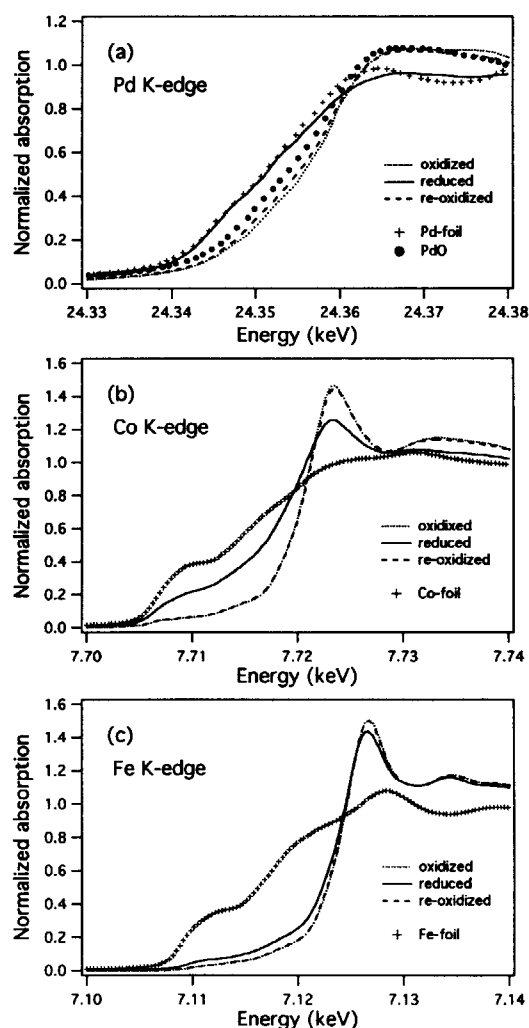 (a)
Pd K-edge
Normalized absorption
1.2
1.0
0.8
0.6
0.4
0.2
0.0
oxidized
reduced
re-oxidized
Pd-foil
PdO
24.33 24.34 24.35 24.36 24.37 24.38
Energy (keV)
(b)
Co K-edge
Normalized absorption
1.6
1.4
1.2
1.0
0.8
0.6
0.4
0.2
0.0
oxidixed
reduced
re-oxidized
Co-foil
7.70 7.71 7.72 7.73 7.74
Energy (keV)
(c)
Fe K-edge
Normalized absorption
1.6
1.4
1.2
1.0
0.8
0.6
0.4
0.2
0.0
oxidized
reduced
re-oxidized
Fe-foil
7.10 7.11 7.12 7.13 7.14
Energy (keV)